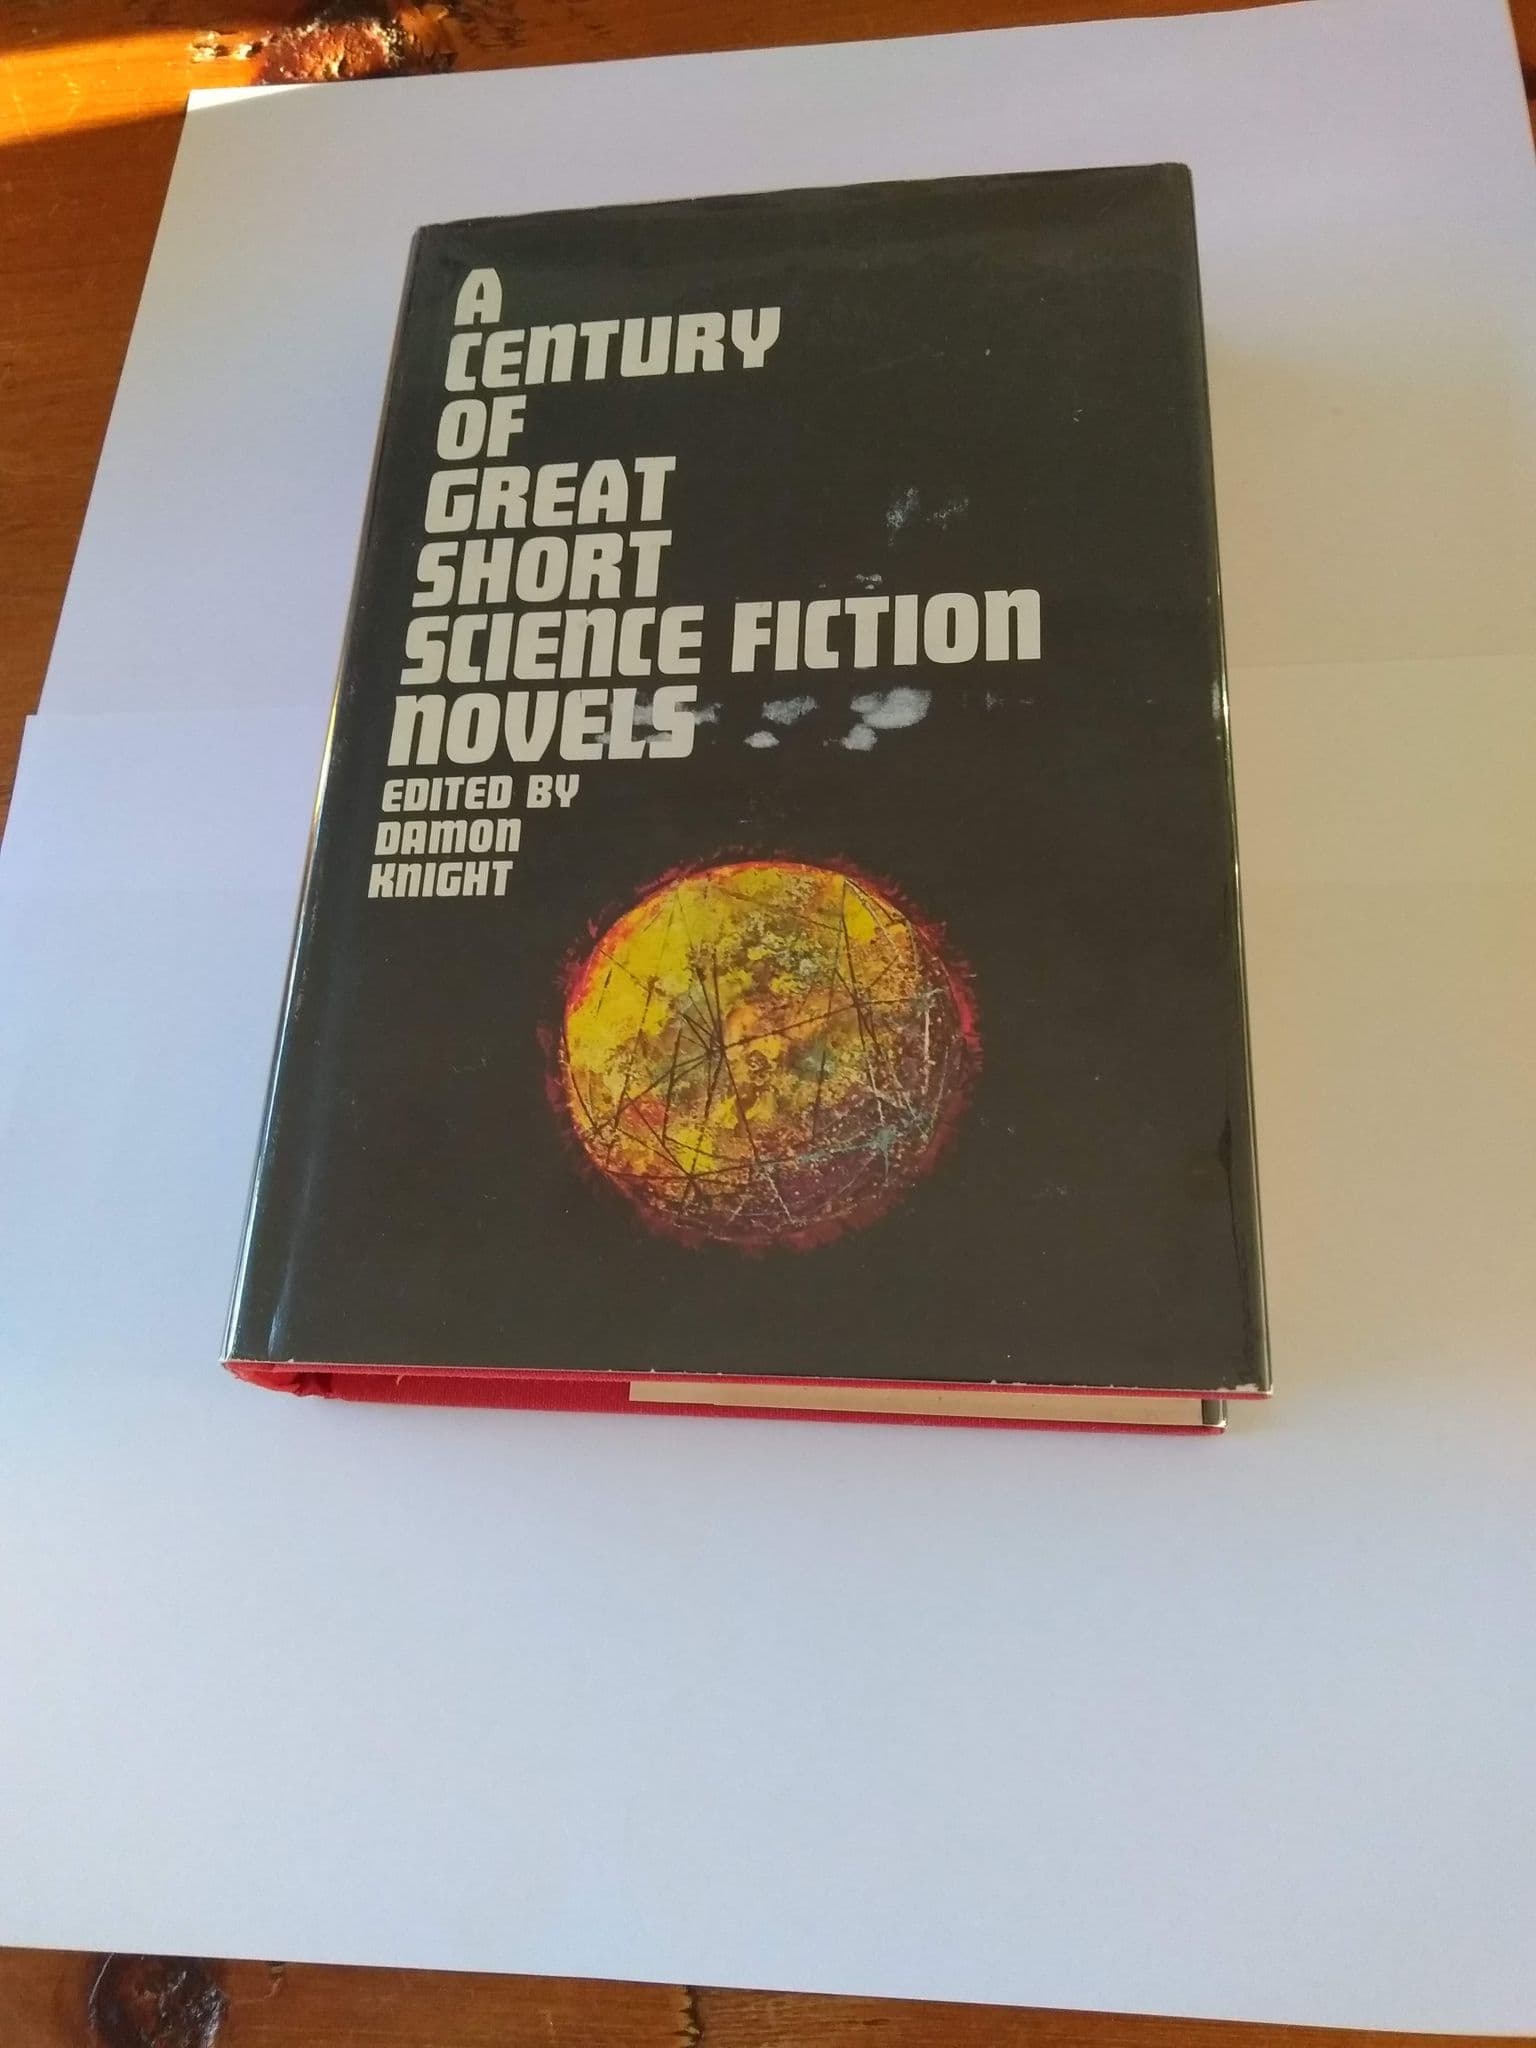 A
CENTURY
OF
GREAT
SHORT
SCIENCE FICTION
NOVELS
EDITED BY
DAMON
KNIGHT